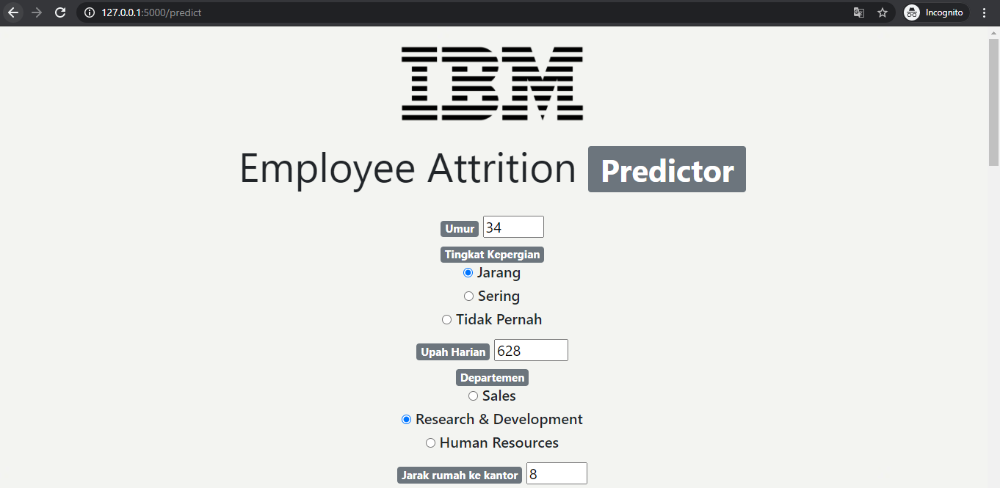 127.0.0.1:5000/predict
Incognito
IBM
Employee Attrition Predictor
Umur 34
Tingkat Kepergian
Jarang
Sering
Tidak Pernah
Upah Harian 628
Departemen
Sales
Research & Development
Human Resources
Jarak rumah ke kantor 8